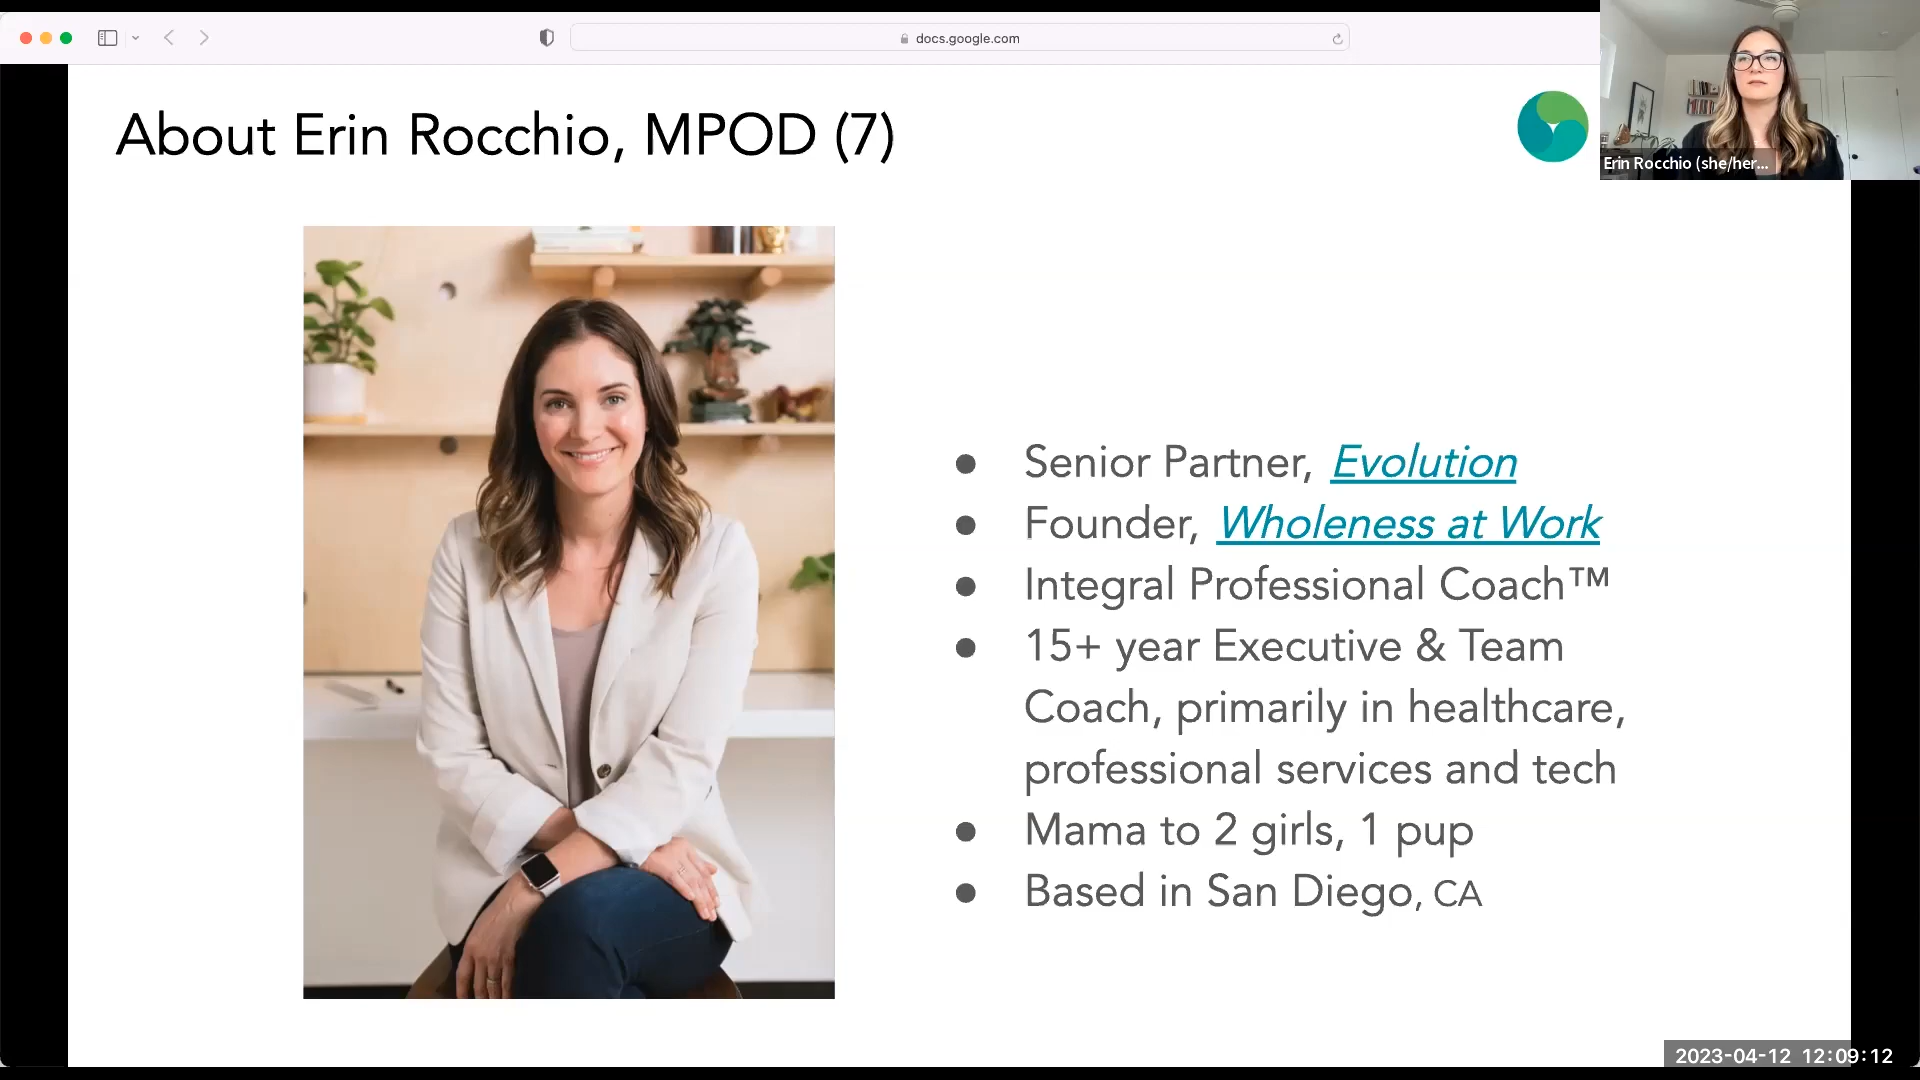 docs.google.com
About Erin Rocchio, MPOD (7)
Erin Rocchio (she/her...
● Senior Partner, Evolution
● Founder, Wholeness at Work
● Integral Professional Coach™
● 15+ year Executive & Team
Coach, primarily in healthcare,
professional services and tech
● Mama to 2 girls, 1 pup
● Based in San Diego, CA
2023-04-12 12:09:12